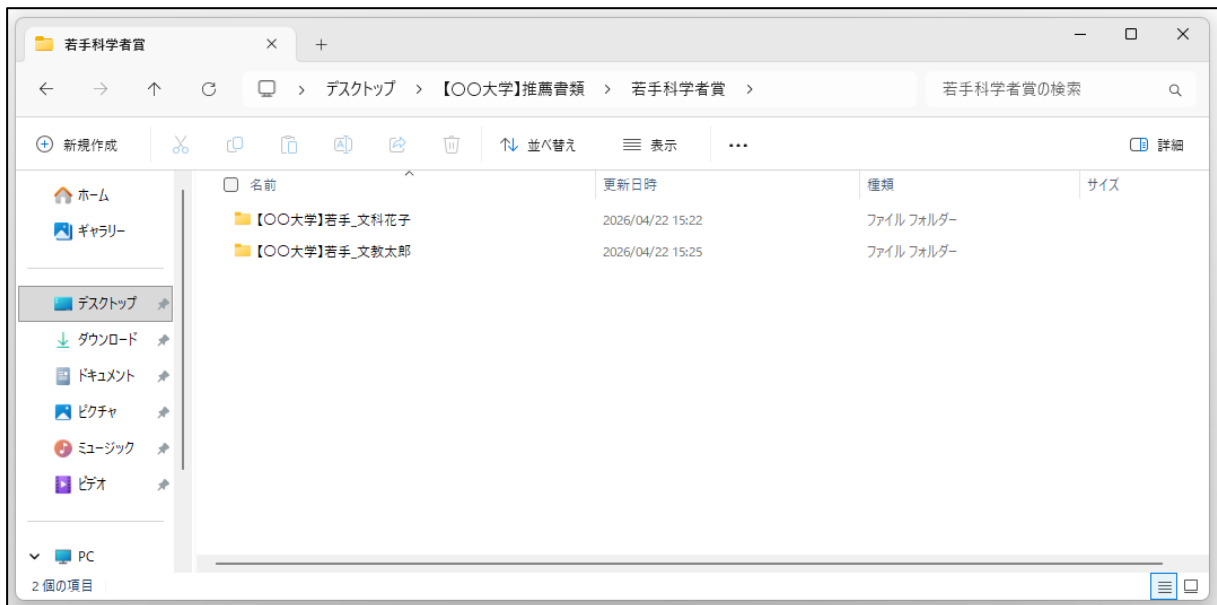 若手科学者賞
デスクトップ > 【〇〇大学】推薦書類 > 若手科学者賞 > 若手科学者賞の検索
新規作成 並べ替え 表示 ... 詳細
名前 更新日時 種類 サイズ
ホーム
ギャラリー
デスクトップ
ダウンロード
ドキュメント
ピクチャ
ミュージック
ビデオ
PC
【〇〇大学】若手_文科花子 2026/04/22 15:22 ファイル フォルダー
【〇〇大学】若手_文教太郎 2026/04/22 15:25 ファイル フォルダー
2 個の項目